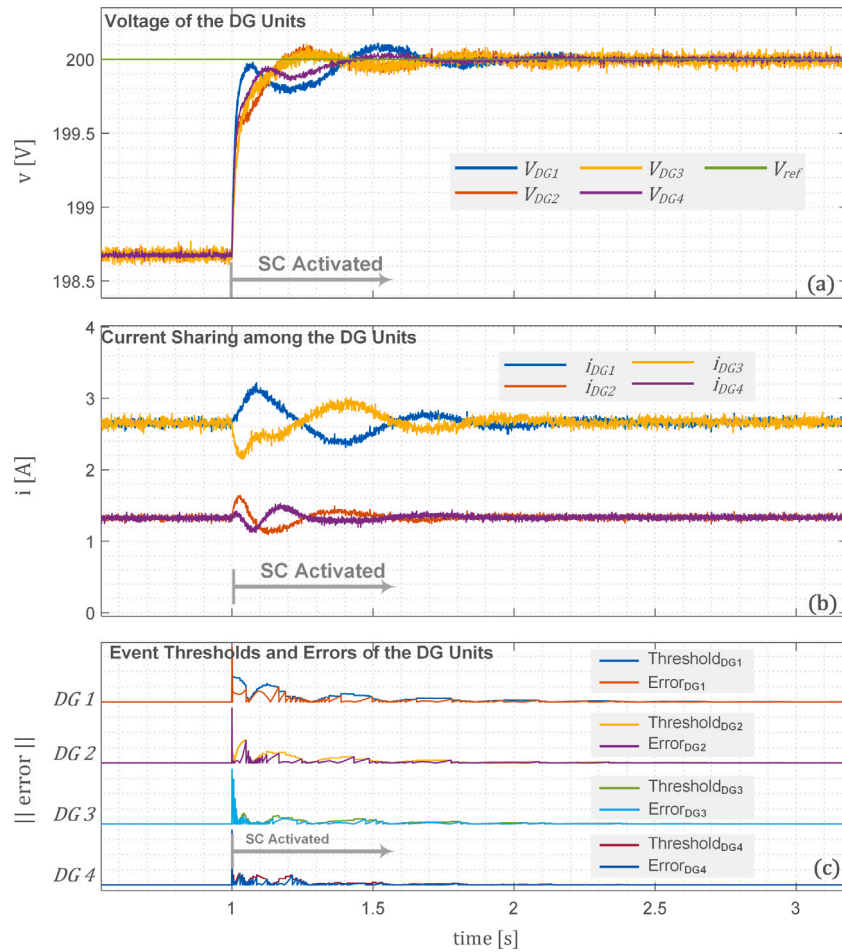 Voltage of the DG Units
200
199.5
199
198.5
v [V]
V_DG1 V_DG3 V_ref
V_DG2 V_DG4
SC Activated
(a)
Current Sharing among the DG Units
4
3
2
1
0
i [A]
i_DG1 i_DG3
i_DG2 i_DG4
SC Activated
(b)
Event Thresholds and Errors of the DG Units
|| error ||
DG 1
DG 2
DG 3
DG 4
Threshold_DG1
Error_DG1
Threshold_DG2
Error_DG2
Threshold_DG3
Error_DG3
Threshold_DG4
Error_DG4
SC Activated
(c)
1 1.5 2 2.5 3
time [s]